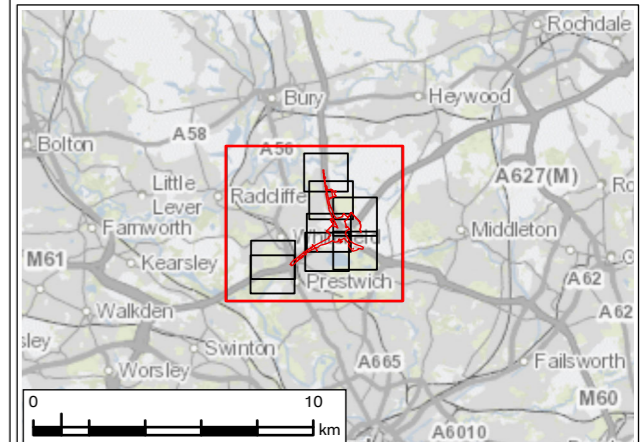 Rochdale
Bury
Heywood
A58
Bolton
A56
A627(M)
Little
Lever
Radcliffe
Farnworth
Middleton
M61
Kearsley
A62
Prestwich
Walkden
A62
Swinton
Failsworth
Worsley
A665
M60
A6010
0 10
km